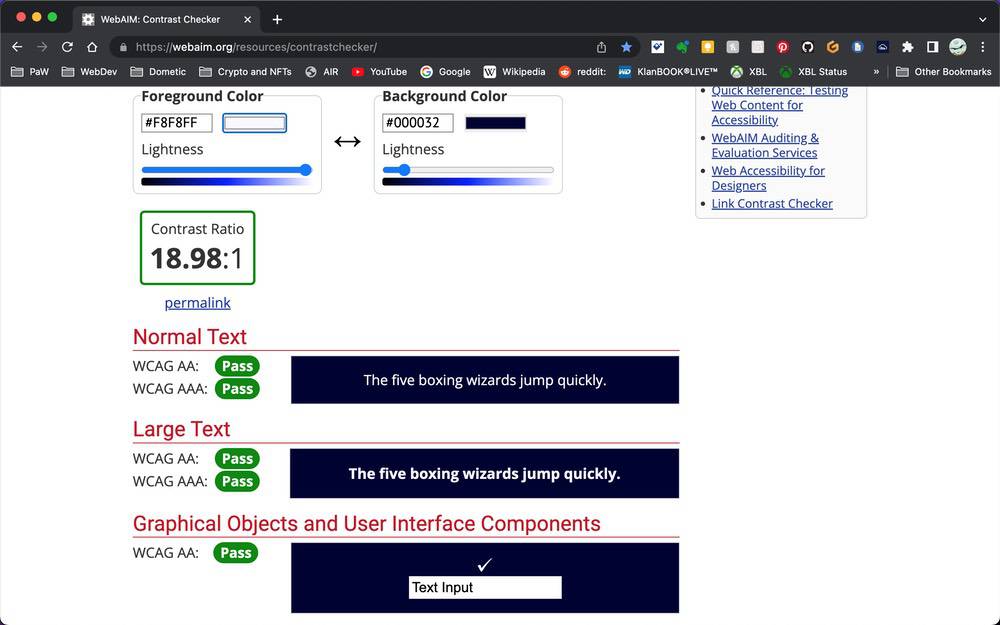 WebAIM: Contrast Checker
https://webaim.org/resources/contrastchecker/
PaW WebDev Dometic Crypto and NFTs AIR YouTube Google Wikipedia reddit: KlanBOOK®LIVE™ XBL XBL Status » Other Bookmarks
Foreground Color
#F8F8FF
Lightness
Background Color
#000032
Lightness
Contrast Ratio
18.98:1
permalink
Normal Text
WCAG AA: Pass
WCAG AAA: Pass
The five boxing wizards jump quickly.
Large Text
WCAG AA: Pass
WCAG AAA: Pass
The five boxing wizards jump quickly.
Graphical Objects and User Interface Components
WCAG AA: Pass
✓
Text Input
Quick Reference: Testing
Web Content for
Accessibility
WebAIM Auditing &
Evaluation Services
Web Accessibility for
Designers
Link Contrast Checker